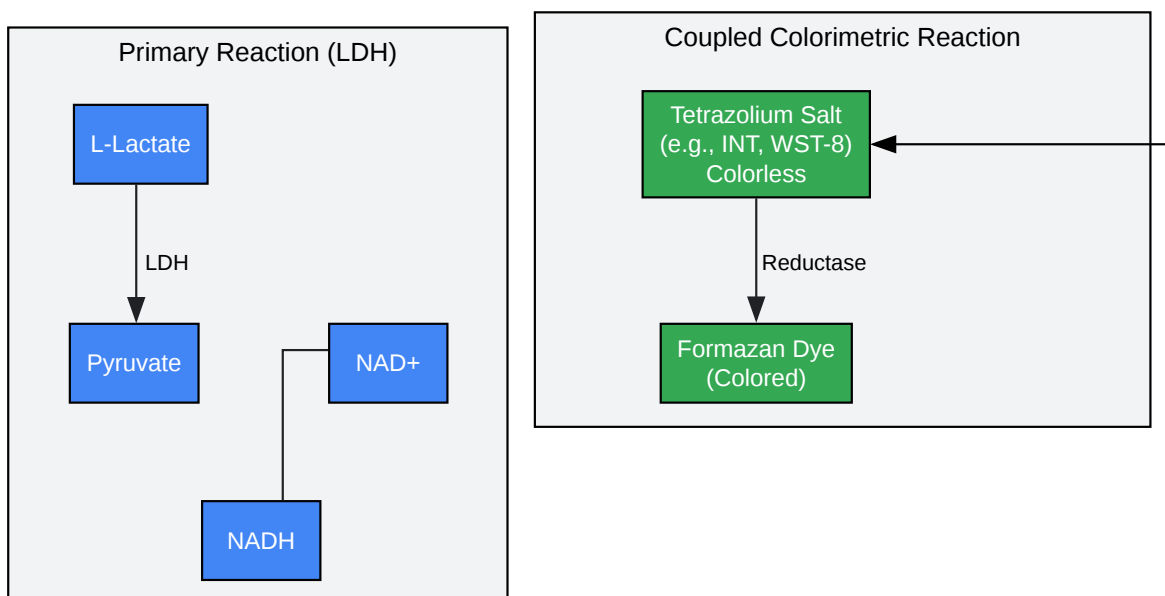 Primary Reaction (LDH)
L-Lactate
LDH
Pyruvate
NAD+
NADH
Coupled Colorimetric Reaction
Tetrazolium Salt
(e.g., INT, WST-8)
Colorless
Reductase
Formazan Dye
(Colored)